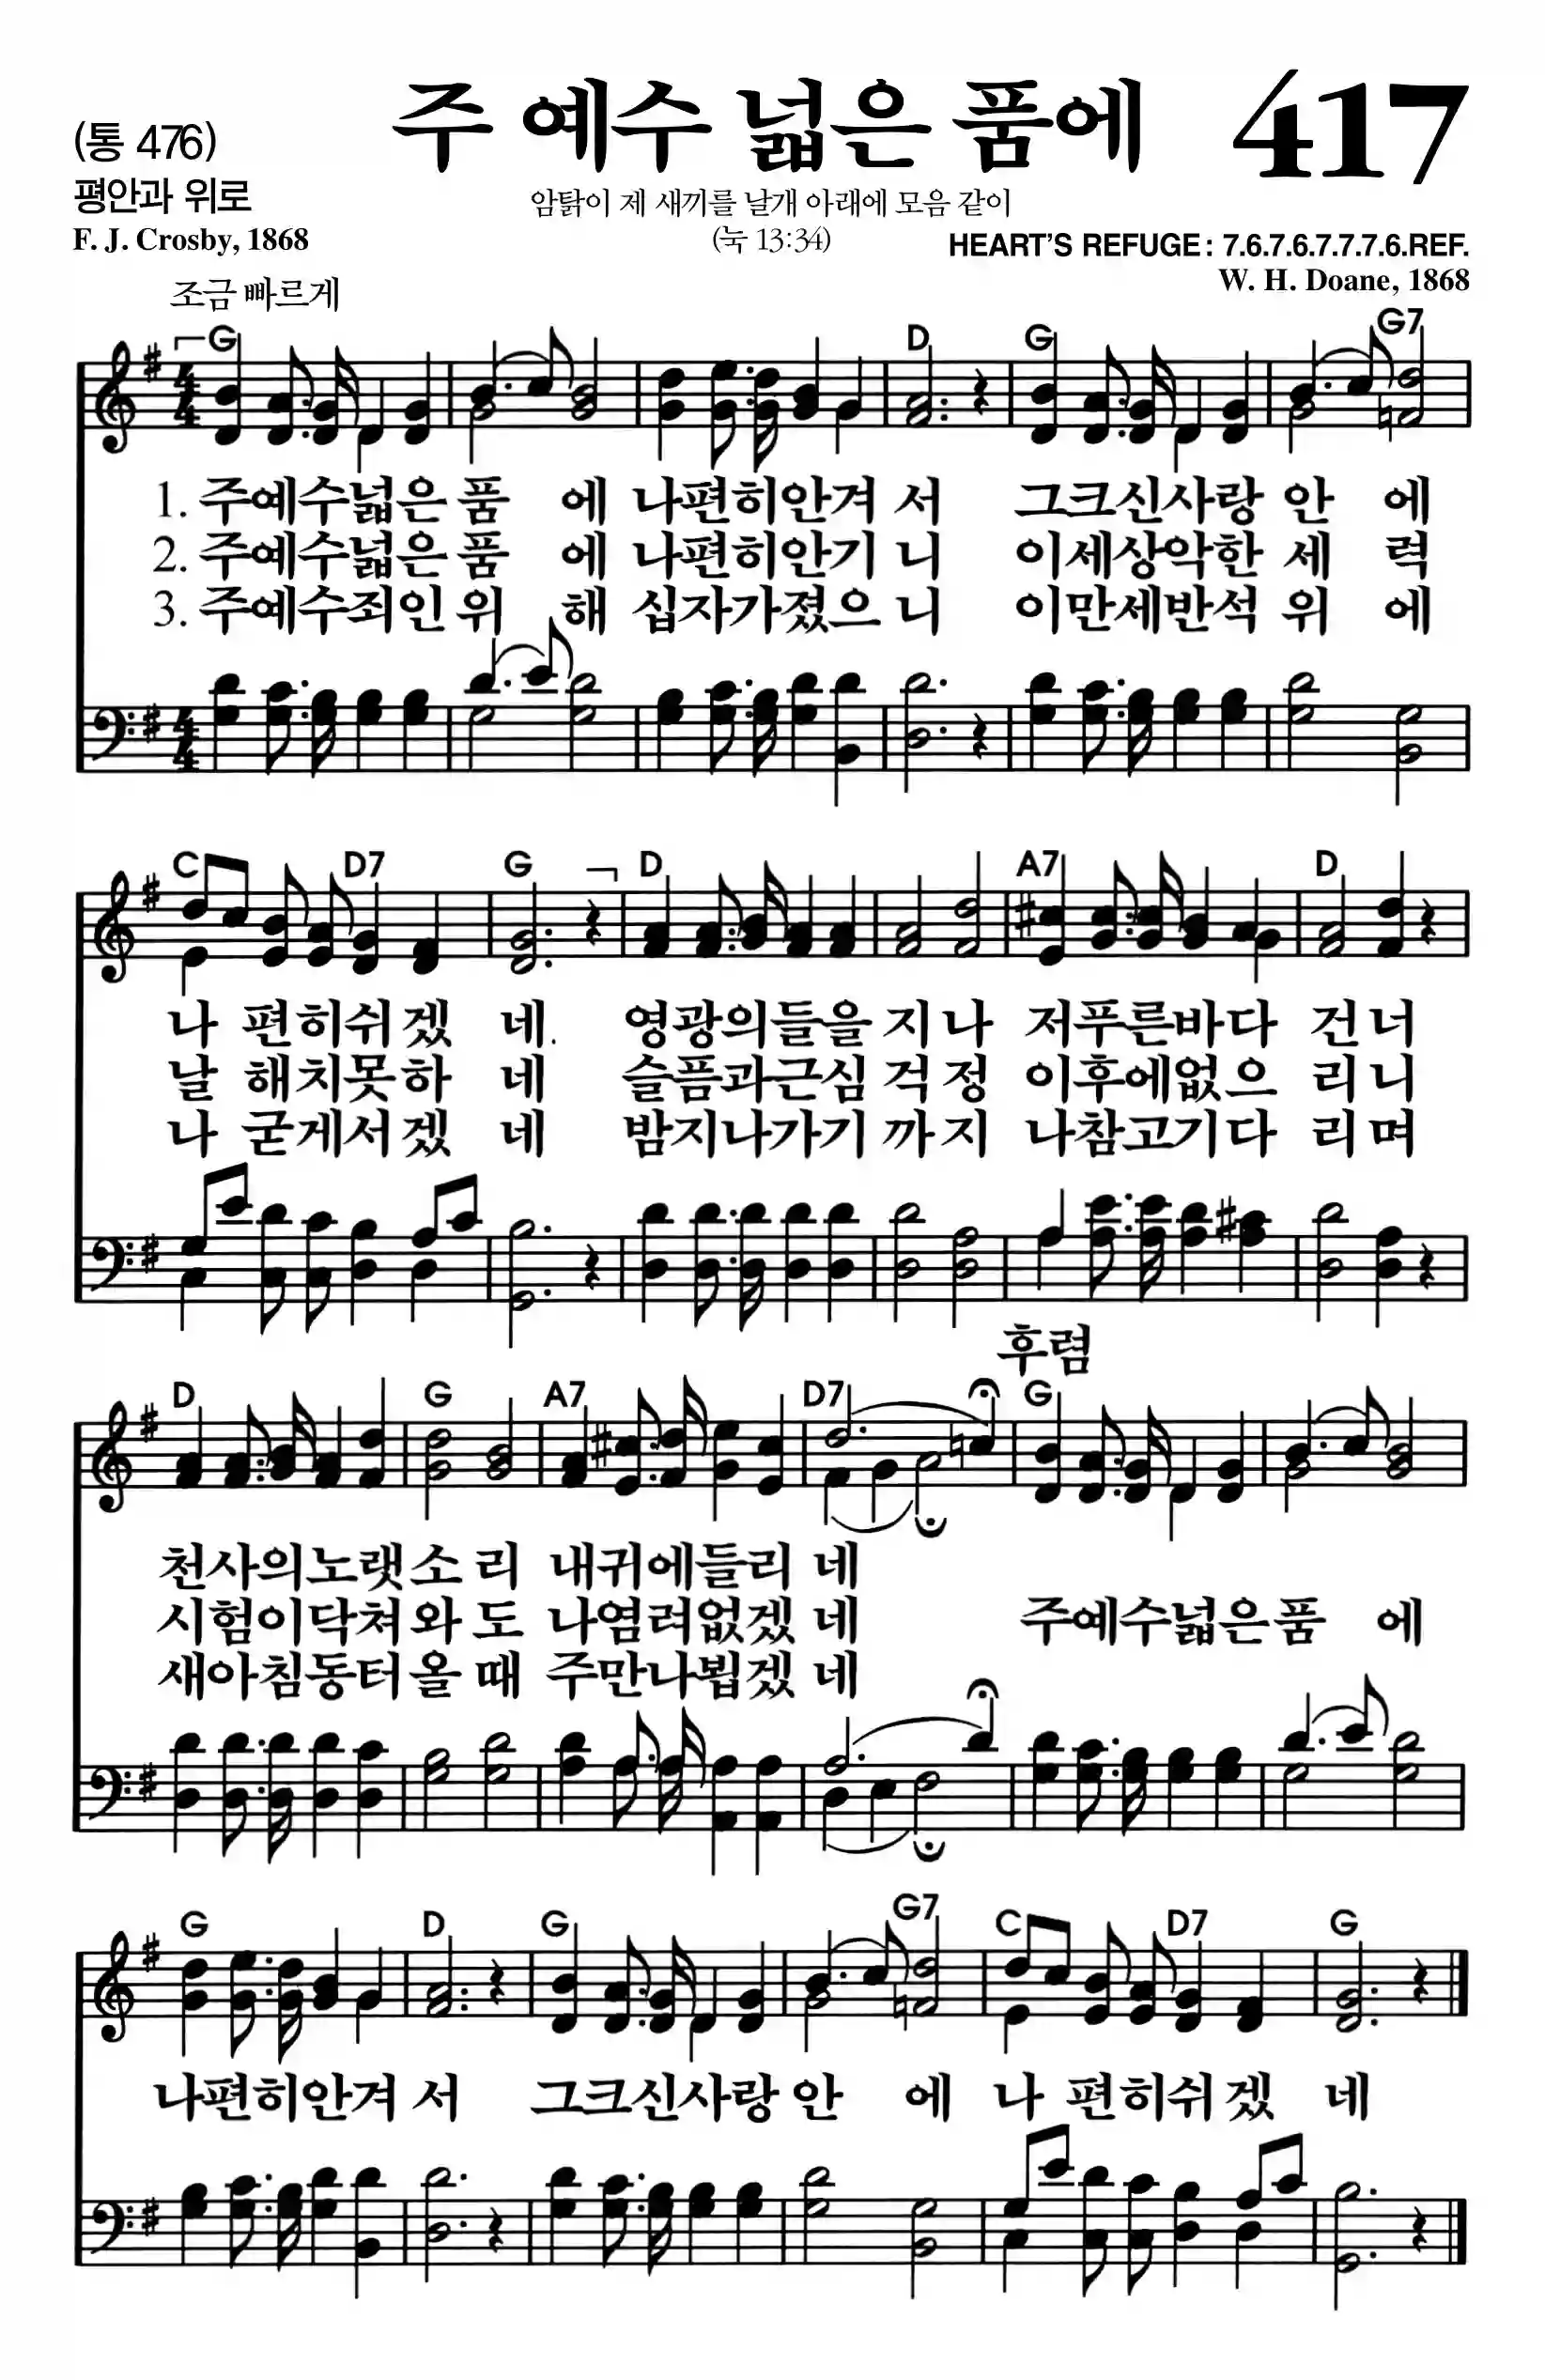 주 예수 넓은 품에 417
(통 476)
평안과 위로
암탉이 제 새끼를 날개 아래에 모음 같이
F. J. Crosby, 1868
(눅 13:34)
HEART'S REFUGE: 7.6.7.6.7.7.7.6.REF.
W. H. Doane, 1868
조금 빠르게
G D G G7
4 4
1. 주예수넓은 품 에 나편히안겨 서 그크신사랑 안 에
2. 주예수넓은 품 에 나편히안기 니 이세상악한 세 력
3. 주예수죄인 위 해 십자가졌으 니 이만세반석 위 에
4 4
C D7 G D A7 D
나 편히쉬 겠 네. 영광의들을 지 나 저푸른바다 건 너
날 해치못 하 네 슬픔과근심 걱 정 이후에없으 리 니
나 굳게서 겠 네 밤지나가기 까 지 나참고기다 리 며
후렴
D G A7 D7 G
천사의노랫 소 리 내귀에들리 네
시험이닥쳐 와 도 나염려없겠 네 주예수넓은품 에
새아침동터 올 때 주만나뵙겠 네
G D G G7 C D7 G
나편히안겨 서 그크신사랑 안 에 나 편히쉬 겠 네